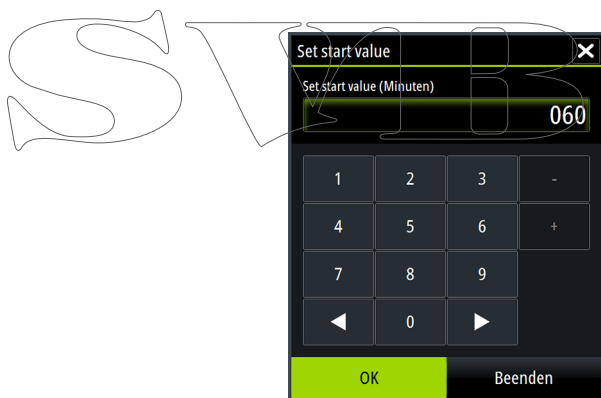 SVB
Set start value
Set start value (Minuten)
060
1 2 3 -
4 5 6 +
7 8 9
0
OK Beenden